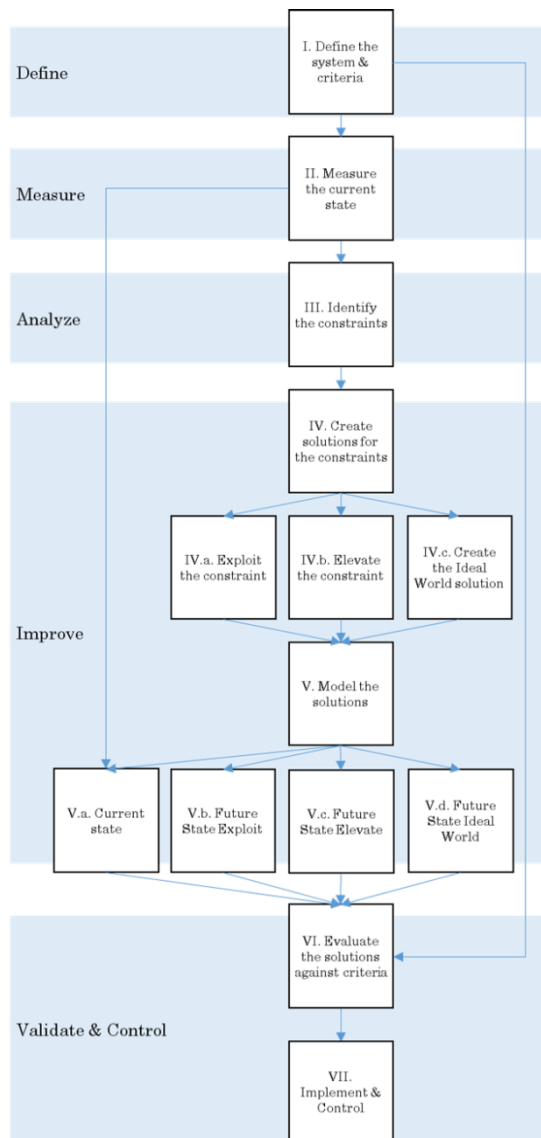 Define
I. Define the
system &
criteria
Measure
II. Measure
the current
state
Analyze
III. Identify
the constraints
Improve
IV. Create
solutions for
the constraints
IV.a. Exploit
the constraint
IV.b. Elevate
the constraint
IV.c. Create
the Ideal
World solution
V. Model the
solutions
V.a. Current
state
V.b. Future
State Exploit
V.c. Future
State Elevate
V.d. Future
State Ideal
World
Validate & Control
VI. Evaluate
the solutions
against criteria
VII.
Implement &
Control